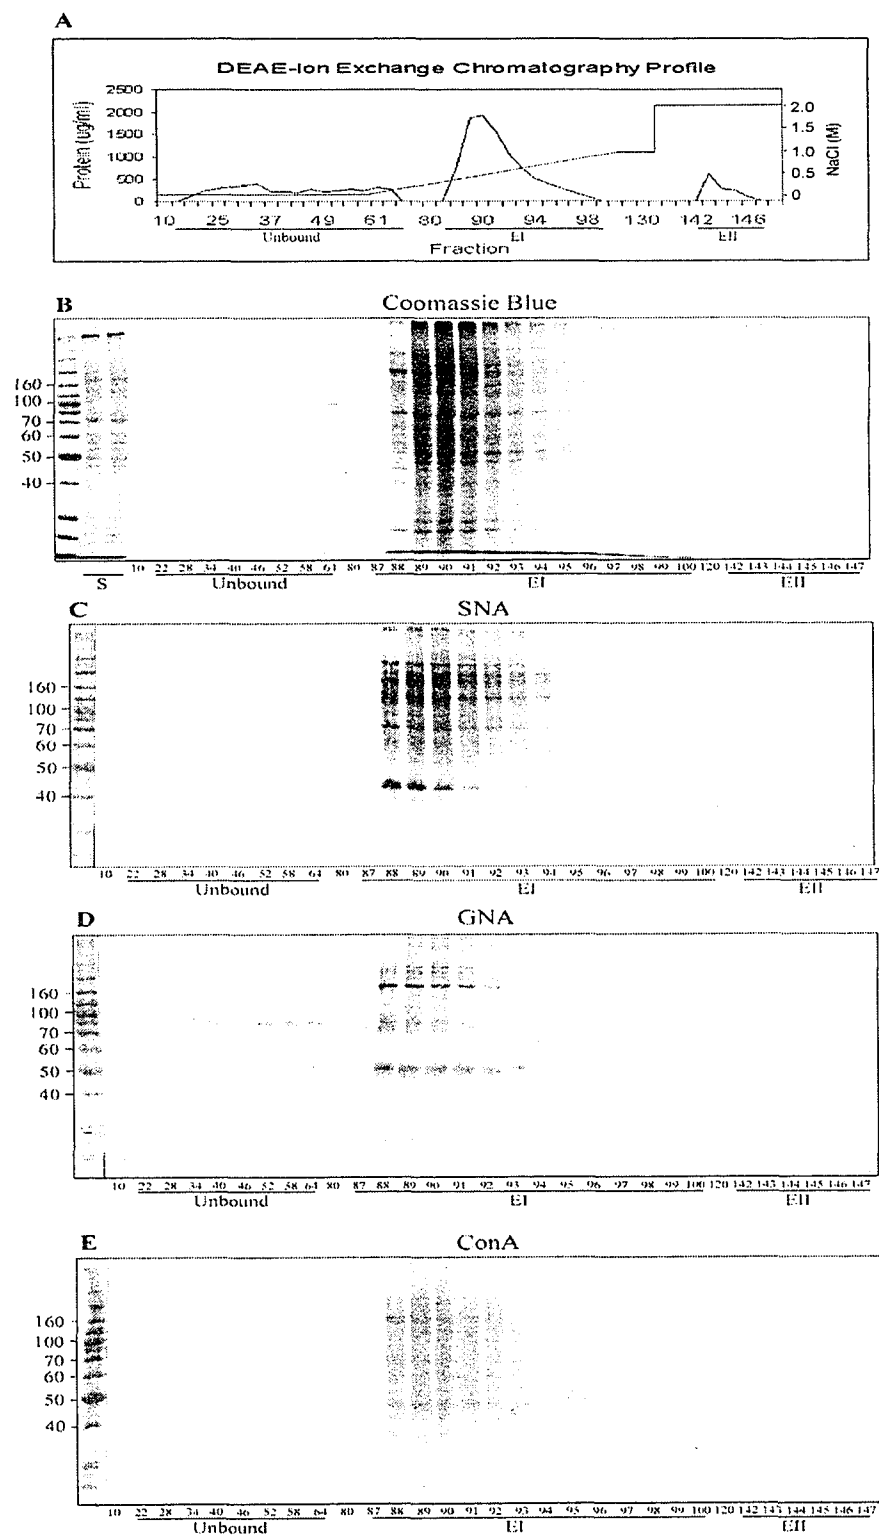 A
DEAE-Ion Exchange Chromatography Profile
Protein (ug/ml)
2500
2000
1500
1000
500
0
2.0
1.5
1.0
0.5
0
NaCl (M)
10 25 37 49 61 80 90 94 98 130 142 146
Unbound EI EII
Fraction
B Coomassie Blue
160
100
70
60
50
40
10 22 28 34 40 46 52 58 61 80 87 88 89 90 91 92 93 94 95 96 97 98 99 100 120 142 143 144 145 146 147
S Unbound EI EII
C SNA
160
100
70
60
50
40
10 22 28 34 40 46 52 58 64 80 87 88 89 90 91 92 93 94 95 96 97 98 99 100 120 142 143 144 145 146 147
Unbound EI EII
D GNA
160
100
70
60
50
40
10 22 28 34 40 46 52 58 64 80 87 88 89 90 91 92 93 94 95 96 97 98 99 100 120 142 143 144 145 146 147
Unbound EI EII
E ConA
160
100
70
60
50
40
10 22 28 34 40 46 52 58 64 80 87 88 89 90 91 92 93 94 95 96 97 98 99 100 120 142 143 144 145 146 147
Unbound EI EII